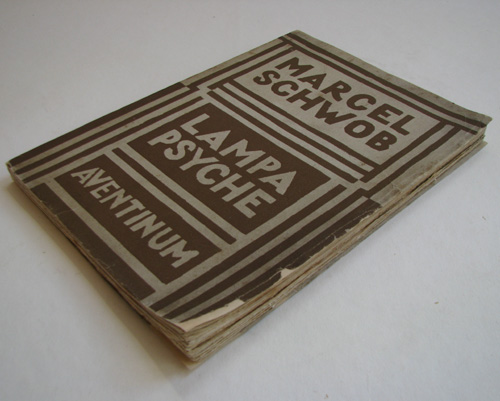 MARCEL
SCHWOB
LAMPA
PSYCHE
AVENTINUM